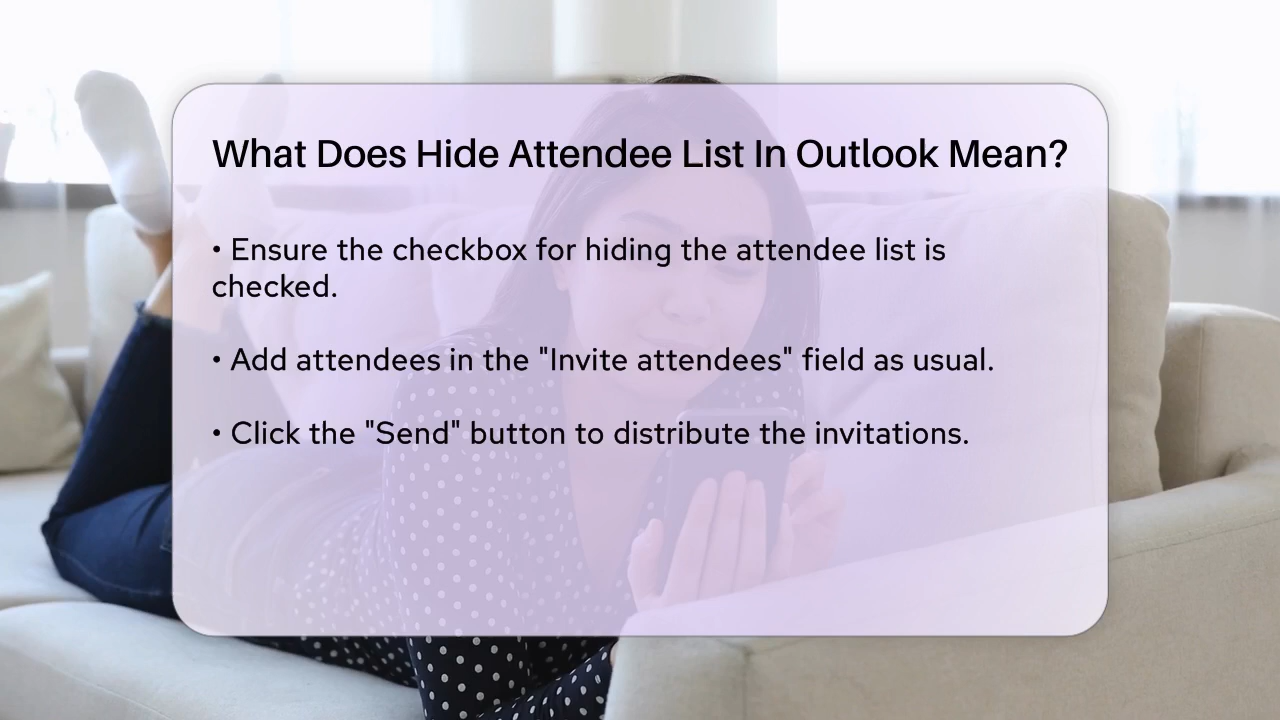 What Does Hide Attendee List In Outlook Mean?
• Ensure the checkbox for hiding the attendee list is
checked.
• Add attendees in the "Invite attendees" field as usual.
• Click the "Send" button to distribute the invitations.